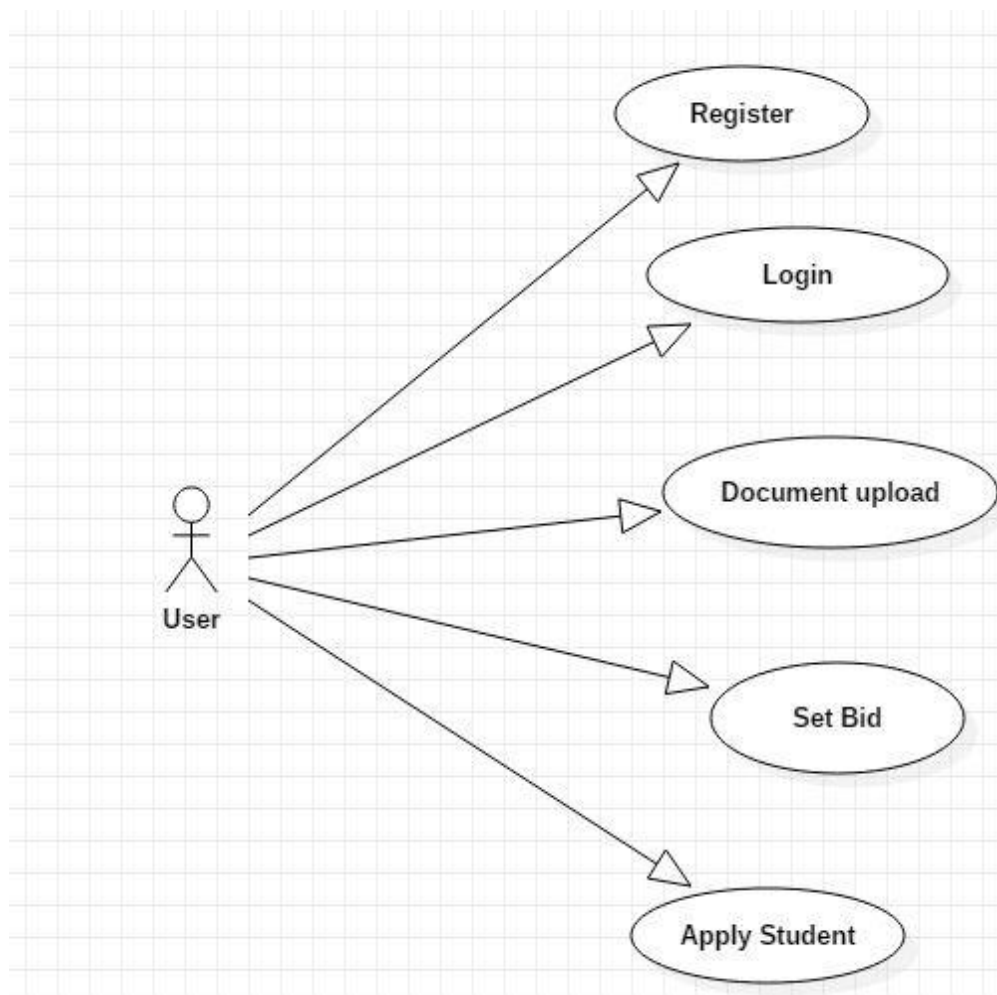 Register
Login
Document upload
User
Set Bid
Apply Student